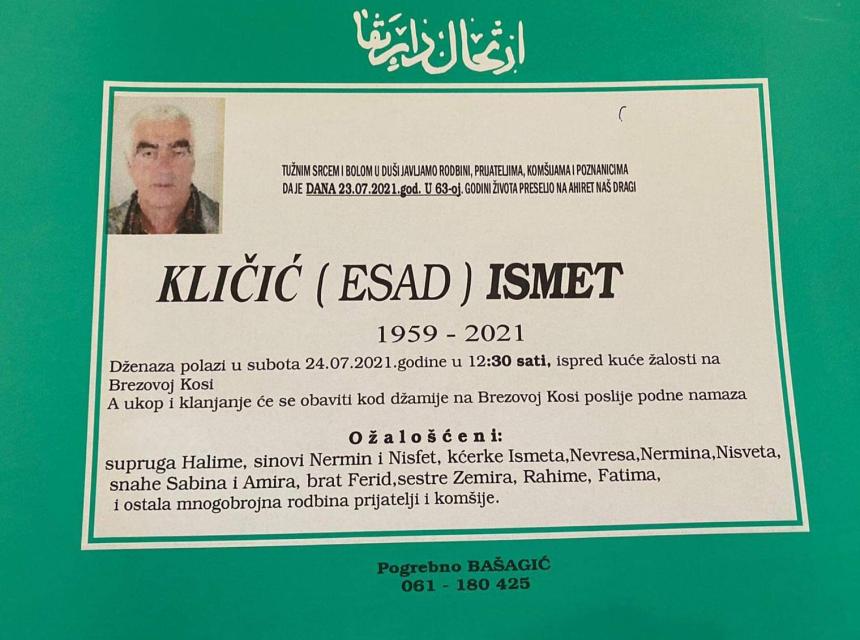 ارتحال دار بقا
TUŽNIM SRCEM I BOLOM U DUŠI JAVLJAMO RODBINI, PRIJATELJIMA, KOMŠIJAMA I POZNANICIMA
DA JE DANA 23.07.2021.god. U 63-oj. GODINI ŽIVOTA PRESELJO NA AHIRET NAŠ DRAGI
KLIČIĆ ( ESAD ) ISMET
1959 - 2021
Dženaza polazi u subota 24.07.2021.godine u 12:30 sati, ispred kuće žalosti na
Brezovoj Kosi
A ukop i klanjanje će se obaviti kod džamije na Brezovoj Kosi poslije podne namaza
Ožalošćeni:
supruga Halime, sinovi Nermin i Nisfet, kćerke Ismeta,Nevresa,Nermina,Nisveta,
snahe Sabina i Amira, brat Ferid,sestre Zemira, Rahime, Fatima,
i ostala mnogobrojna rodbina prijatelji i komšije.
Pogrebno BAŠAGIĆ
061 - 180 425